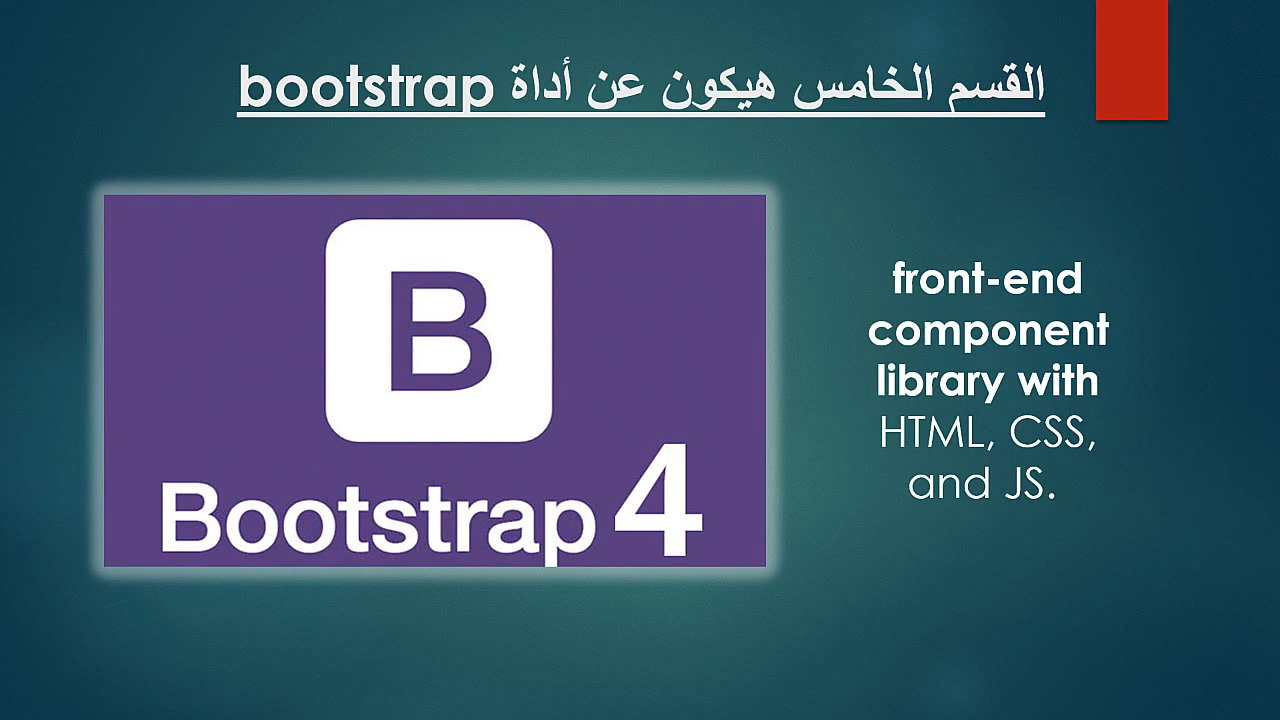 القسم الخامس هيكون عن أداة bootstrap
B
Bootstrap 4
front-end
component
library with
HTML, CSS,
and JS.